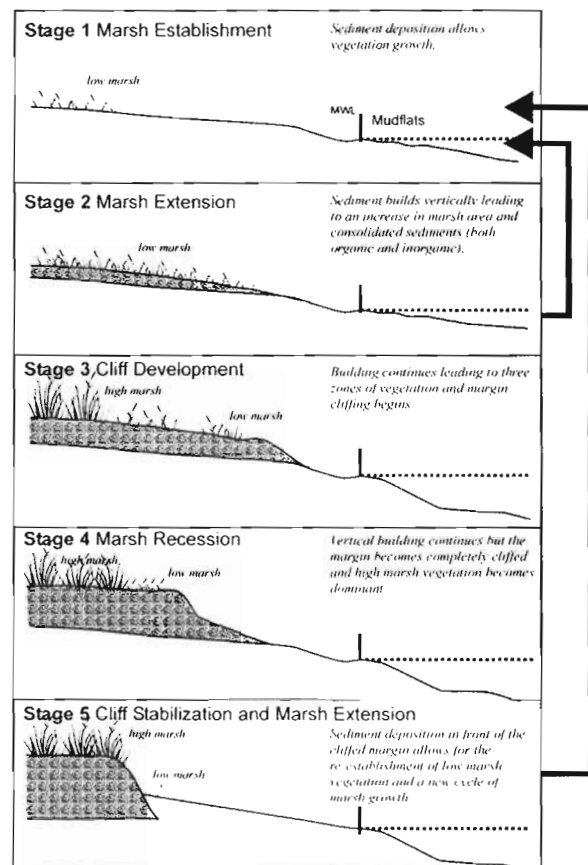 Stage 1 Marsh Establishment
Sediment deposition allows
vegetation growth.
low marsh
MWL
Mudflats
Stage 2 Marsh Extension
Sediment builds vertically leading
to an increase in marsh area and
consolidated sediments (both
organic and inorganic).
low marsh
Stage 3 Cliff Development
Building continues leading to three
zones of vegetation and margin
cliffing begins
high marsh
low marsh
Stage 4 Marsh Recession
Vertical building continues but the
margin becomes completely cliffed
and high marsh vegetation becomes
dominant
high marsh
low marsh
Stage 5 Cliff Stabilization and Marsh Extension
Sediment deposition in front of the
cliffed margin allows for the
re-establishment of low marsh
vegetation and a new cycle of
marsh growth
high marsh
low marsh